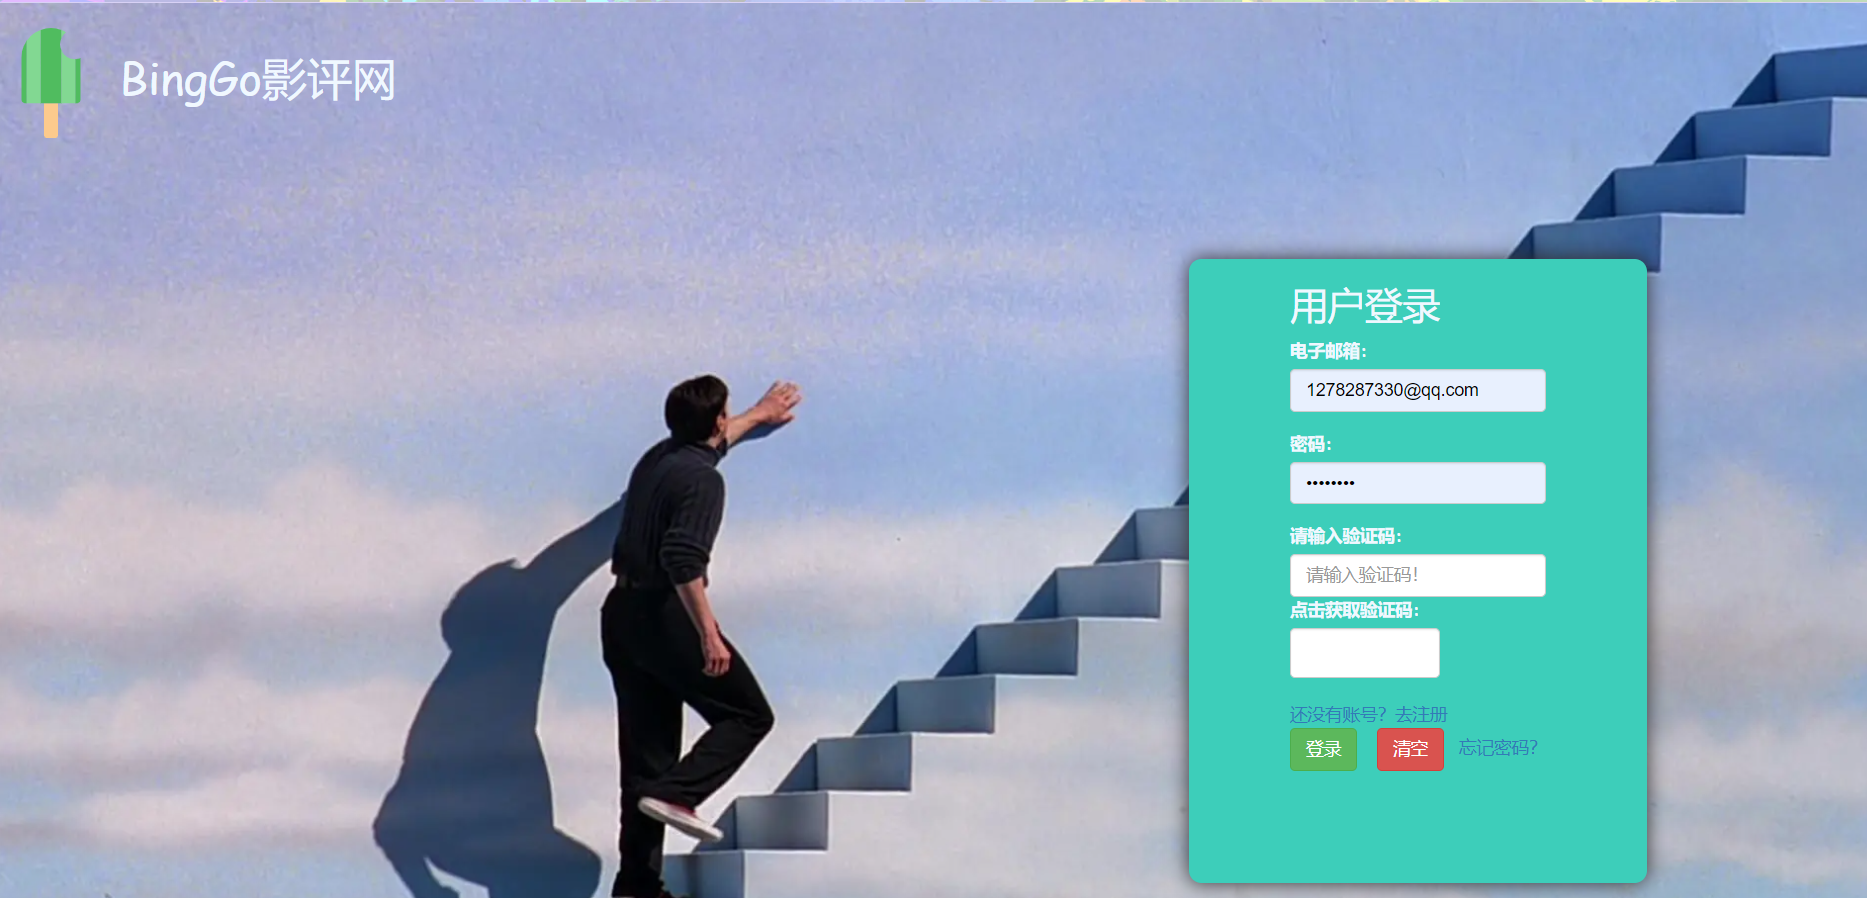 BingGo影评网
用户登录
电子邮箱：
1278287330@qq.com
密码：
••••••••
请输入验证码：
请输入验证码！
点击获取验证码：
还没有账号？去注册
登录 清空 忘记密码？